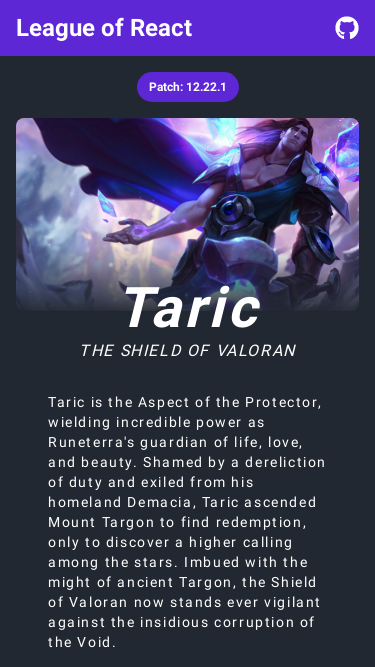 League of React
Patch: 12.22.1
Taric
THE SHIELD OF VALORAN
Taric is the Aspect of the Protector,
wielding incredible power as
Runeterra's guardian of life, love,
and beauty. Shamed by a dereliction
of duty and exiled from his
homeland Demacia, Taric ascended
Mount Targon to find redemption,
only to discover a higher calling
among the stars. Imbued with the
might of ancient Targon, the Shield
of Valoran now stands ever vigilant
against the insidious corruption of
the Void.